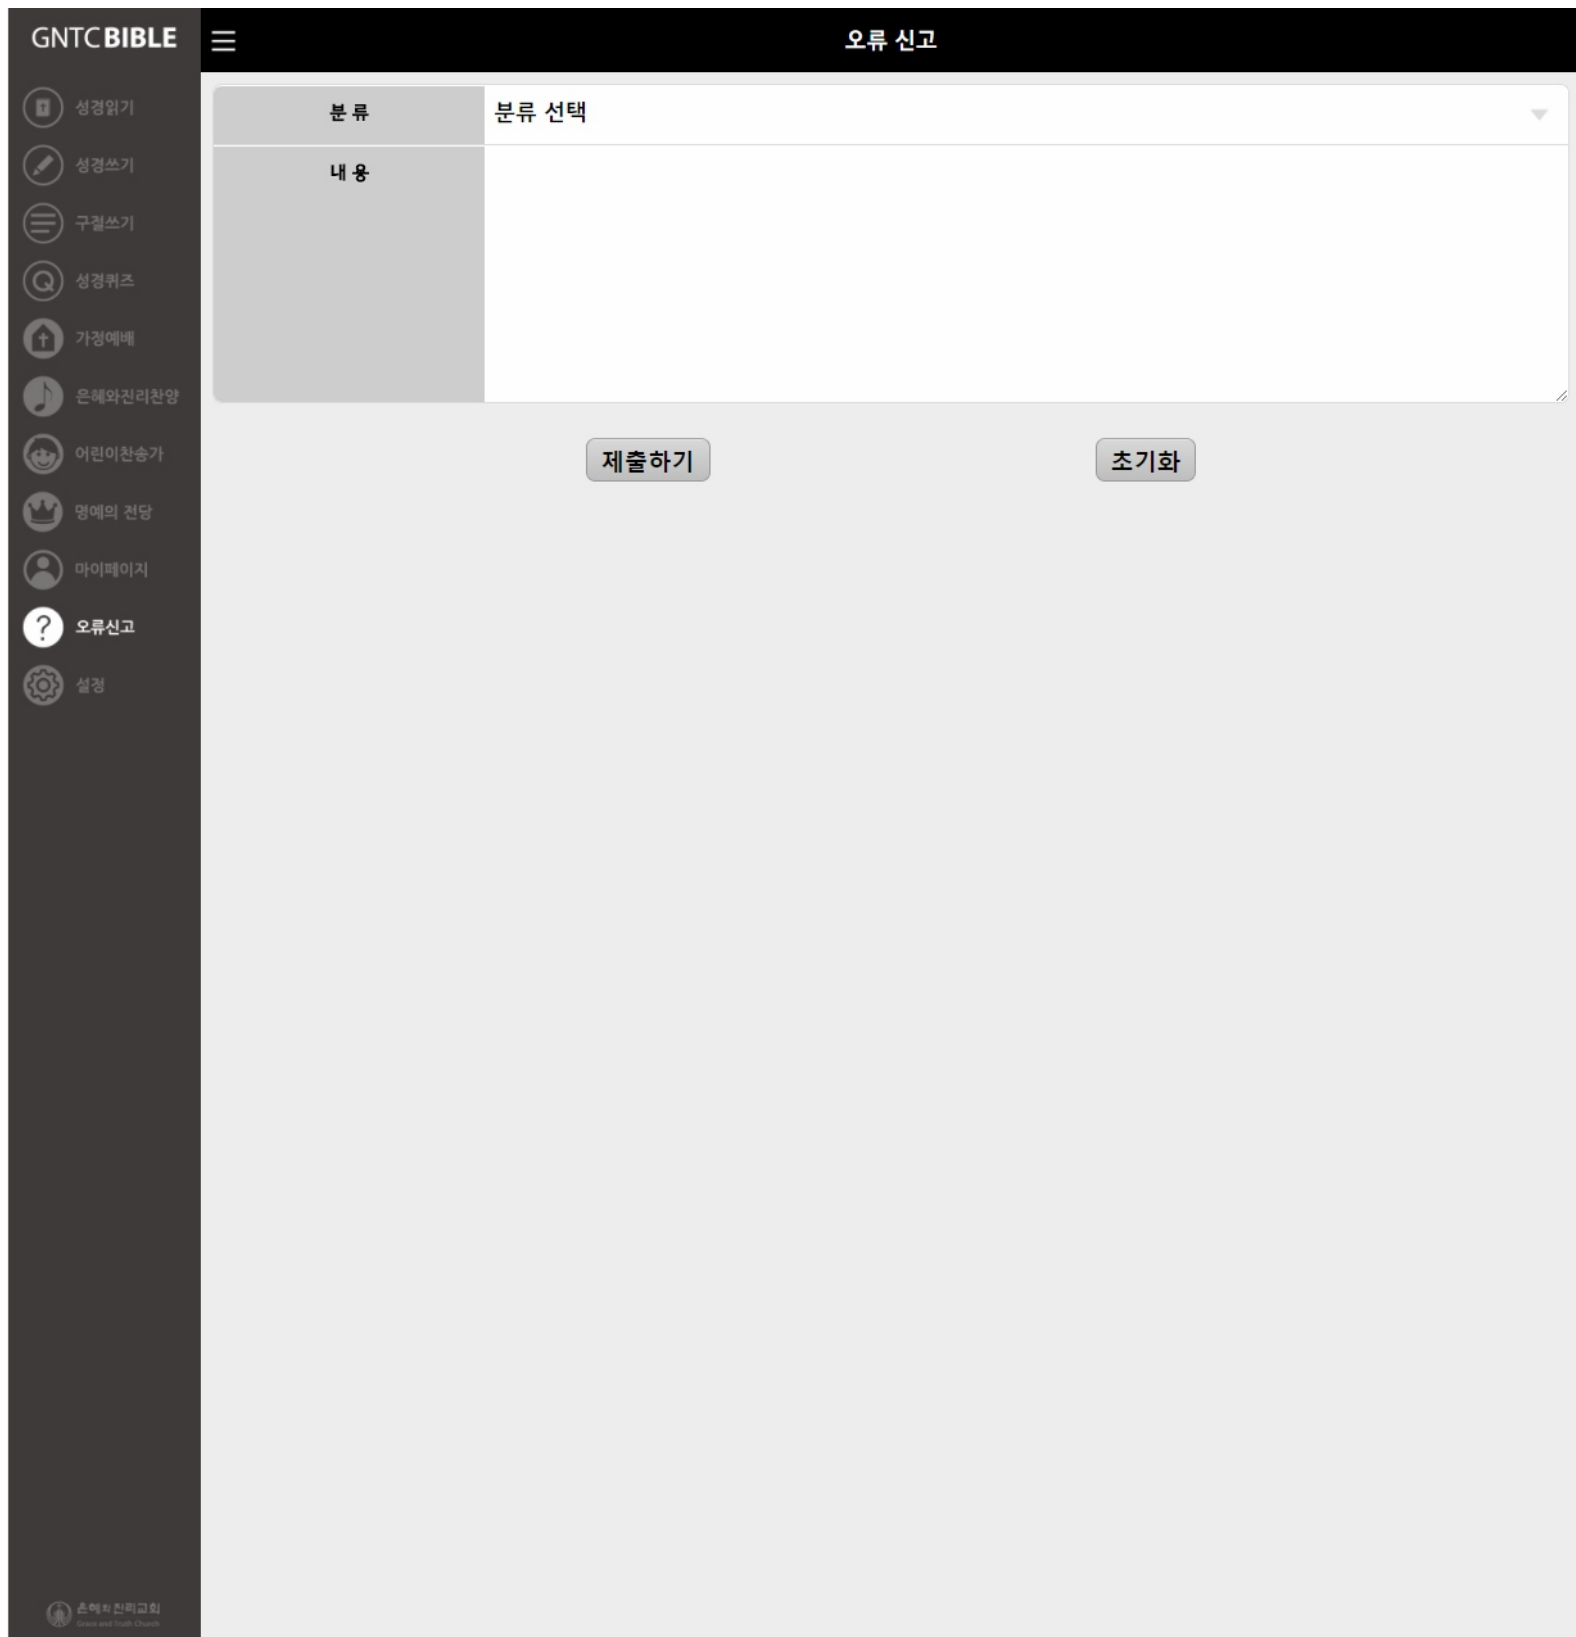 GNTCBIBLE
성경읽기
성경쓰기
구절쓰기
성경퀴즈
가정예배
은혜와진리찬양
어린이찬송가
명예의 전당
마이페이지
오류신고
설정
은혜와진리교회
Grace and Truth Church
오류 신고
분 류
분류 선택
내 용
제출하기
초기화